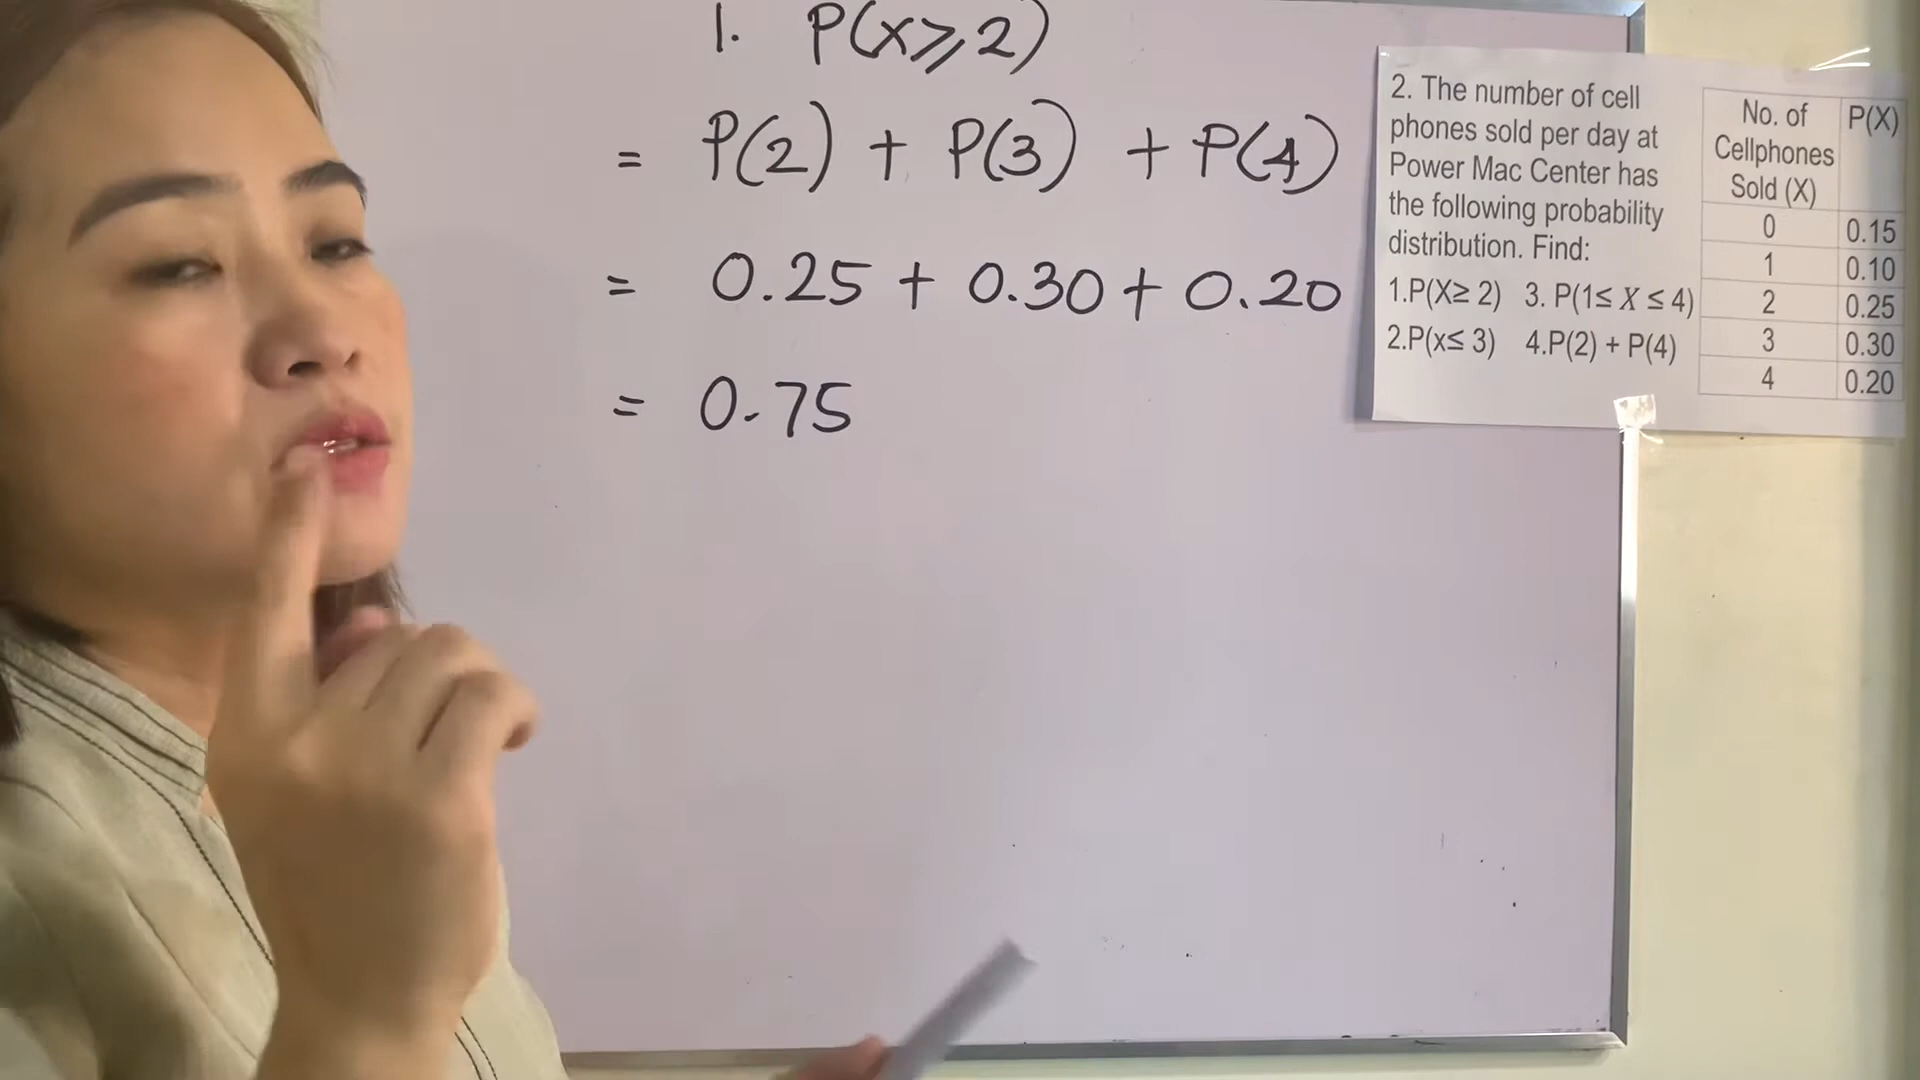 1. P(x⩾2)
= P(2) + P(3) + P(4)
= 0.25 + 0.30 + 0.20
= 0.75
2. The number of cell
phones sold per day at
Power Mac Center has
the following probability
distribution. Find:
1.P(X≥ 2) 3. P(1≤ X ≤ 4)
2.P(x≤ 3) 4.P(2) + P(4)
No. of
Cellphones
Sold (X)
P(X)
0 0.15
1 0.10
2 0.25
3 0.30
4 0.20